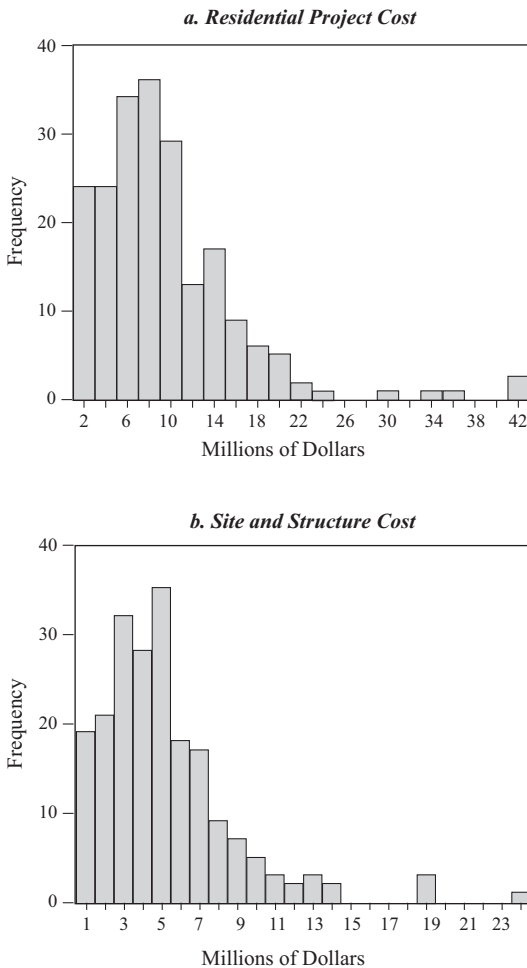 a. Residential Project Cost
40
30
20
10
0
Frequency
2 6 10 14 18 22 26 30 34 38 42
Millions of Dollars
b. Site and Structure Cost
40
30
20
10
0
Frequency
1 3 5 7 9 11 13 15 17 19 21 23
Millions of Dollars